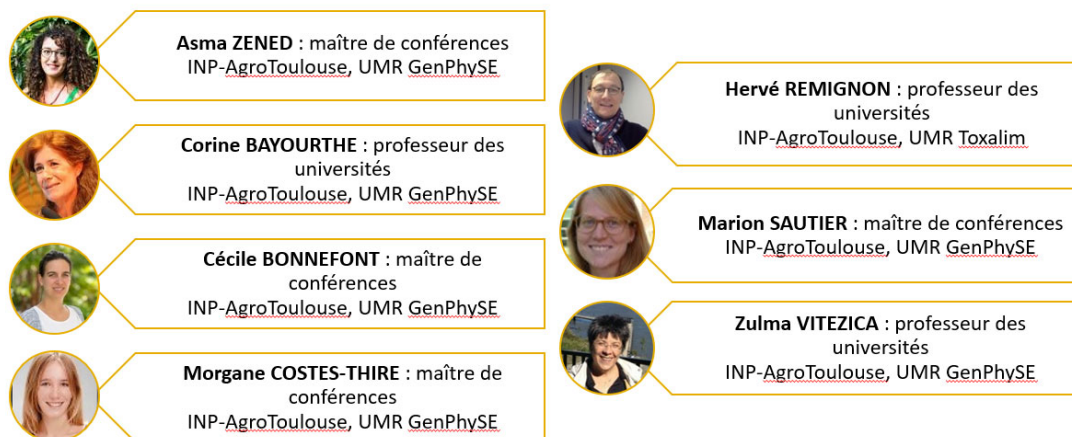 Asma ZENED : maître de conférences
INP-AgroToulouse, UMR GenPhySE
Corine BAYOURTHE : professeur des
universités
INP-AgroToulouse, UMR GenPhySE
Cécile BONNEFONT : maître de
conférences
INP-AgroToulouse, UMR GenPhySE
Morgane COSTES-THIRE : maître de
conférences
INP-AgroToulouse, UMR GenPhySE
Hervé REMIGNON : professeur des
universités
INP-AgroToulouse, UMR Toxalim
Marion SAUTIER : maître de conférences
INP-AgroToulouse, UMR GenPhySE
Zulma VITEZICA : professeur des
universités
INP-AgroToulouse, UMR GenPhySE